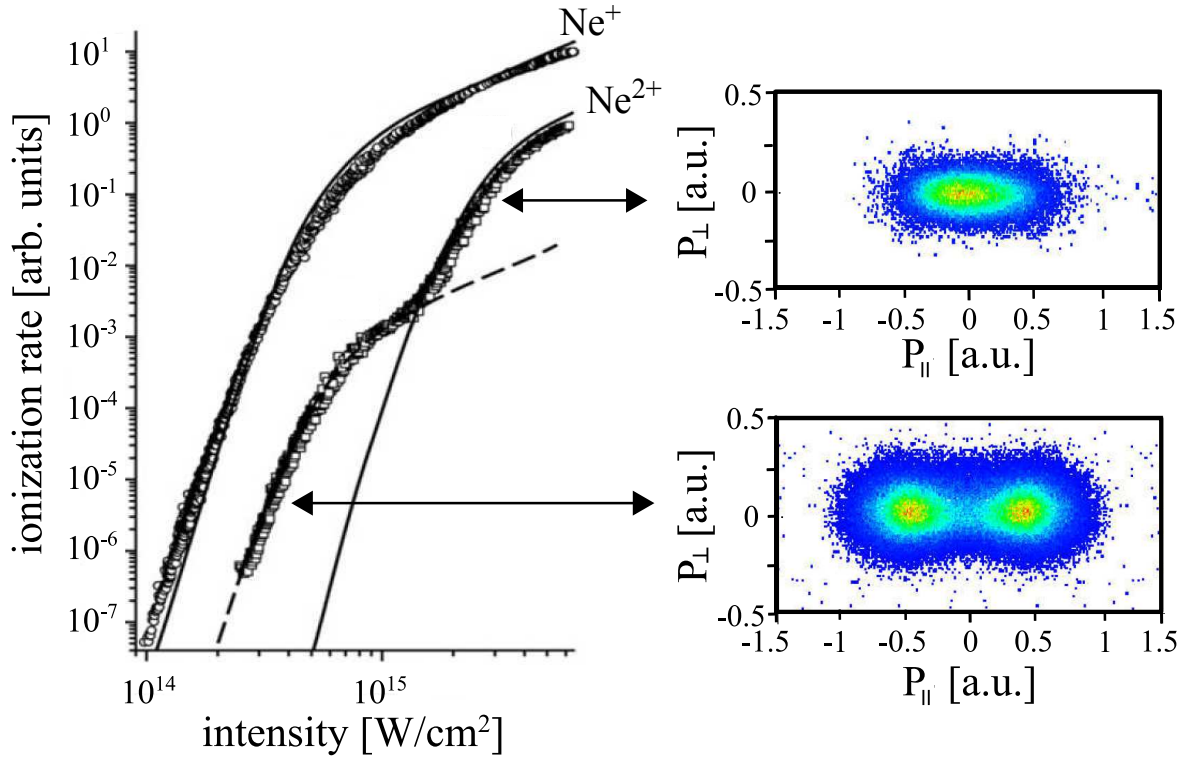 Ne⁺
Ne²⁺
10¹
10⁰
10⁻¹
10⁻²
10⁻³
10⁻⁴
10⁻⁵
10⁻⁶
10⁻⁷
ionization rate [arb. units]
10¹⁴ 10¹⁵
intensity [W/cm²]
0.5
0
-0.5
P⊥ [a.u.]
-1.5 -1 -0.5 0 0.5 1 1.5
P|| [a.u.]
0.5
0
-0.5
P⊥ [a.u.]
-1.5 -1 -0.5 0 0.5 1 1.5
P|| [a.u.]